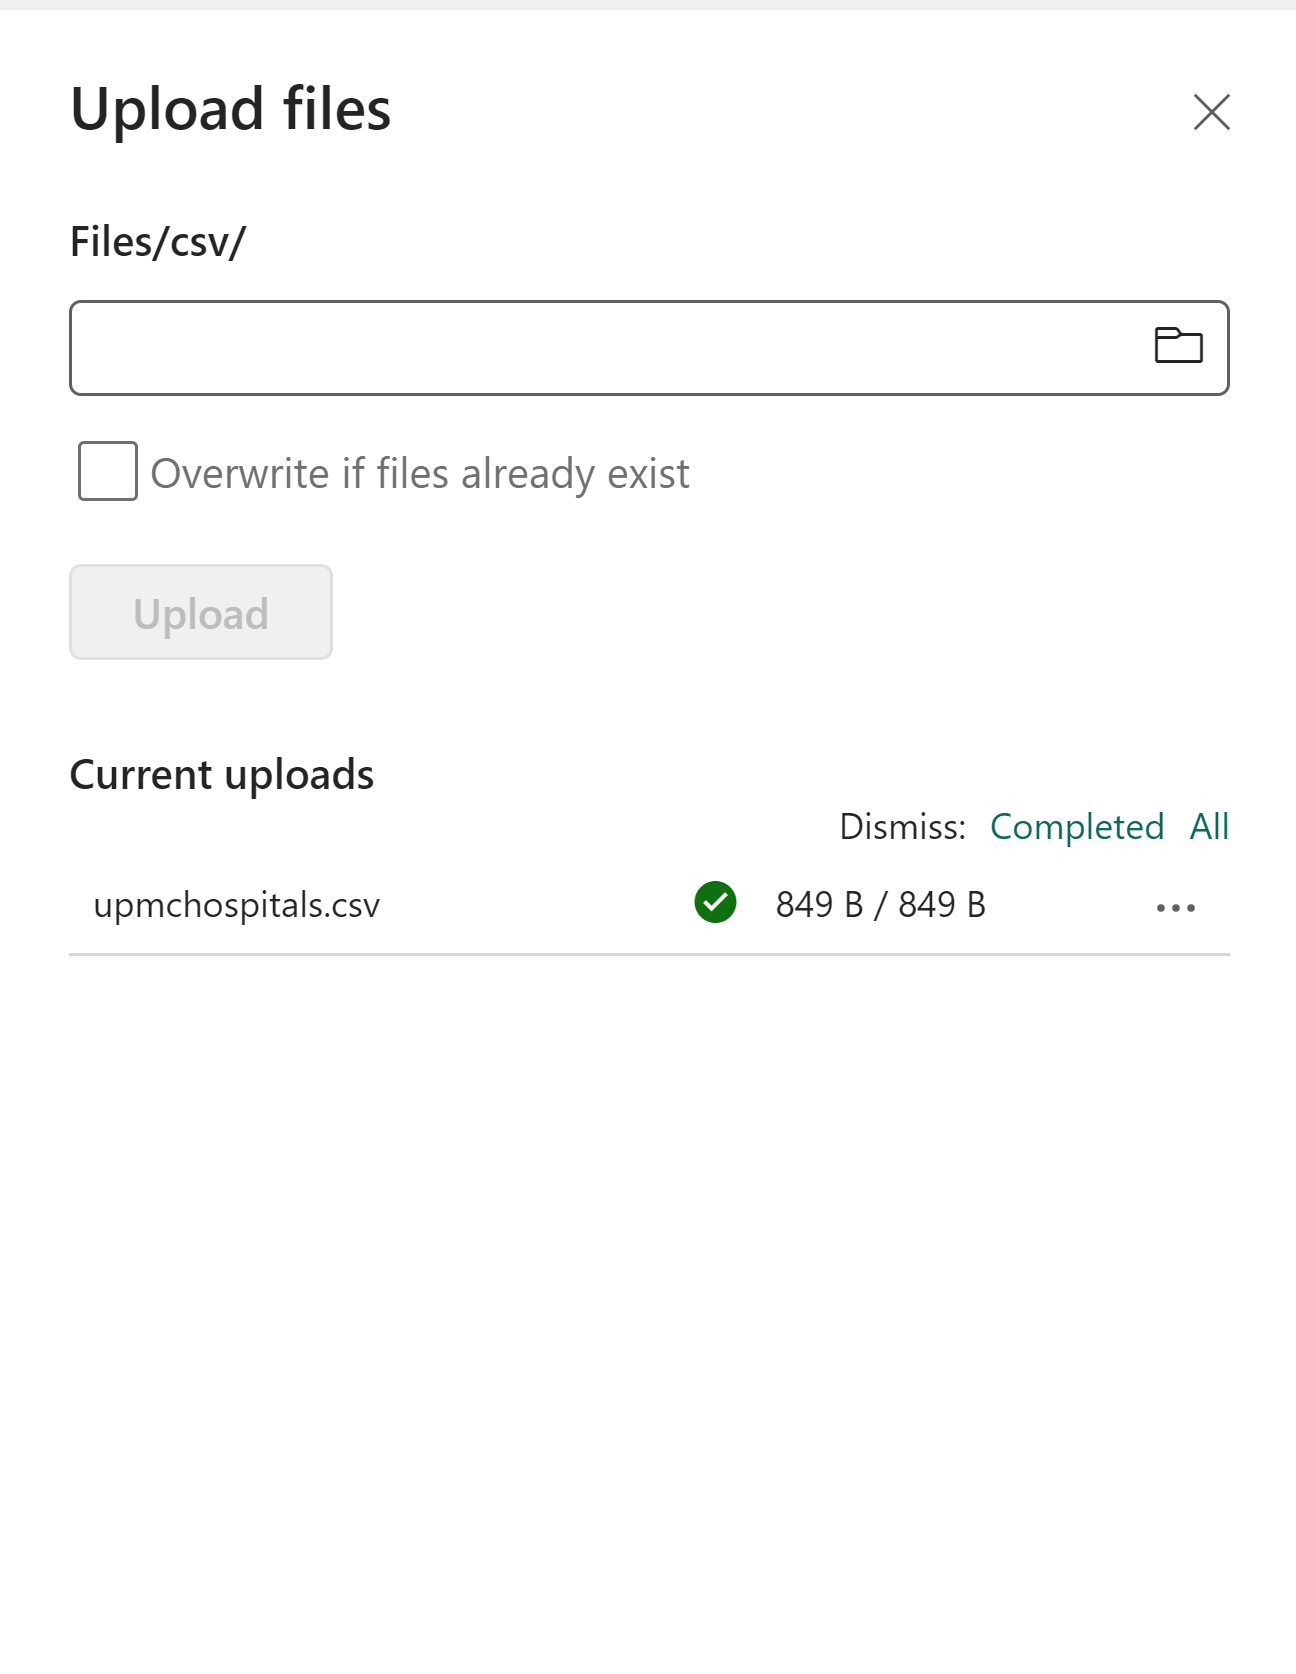 Upload files
Files/csv/
Overwrite if files already exist
Upload
Current uploads
Dismiss: Completed All
upmchospitals.csv 849 B / 849 B